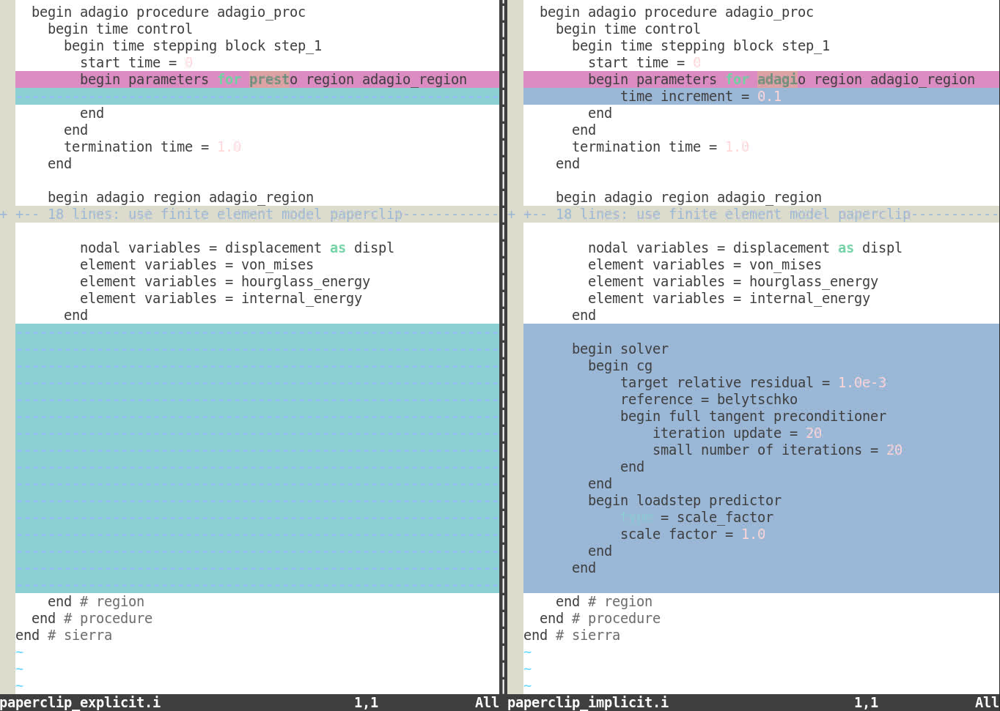 begin adagio procedure adagio_proc
begin time control
begin time stepping block step_1
start time = 0
begin parameters for presto region adagio_region
end
end
termination time = 1.0
end
begin adagio region adagio_region
+ +-- 18 lines: use finite element model paperclip------------
nodal variables = displacement as displ
element variables = von_mises
element variables = hourglass_energy
element variables = internal_energy
end
end # region
end # procedure
end # sierra
~
~
~
paperclip_explicit.i 1,1 All
begin adagio procedure adagio_proc
begin time control
begin time stepping block step_1
start time = 0
begin parameters for adagio region adagio_region
time increment = 0.1
end
end
termination time = 1.0
end
begin adagio region adagio_region
+ +-- 18 lines: use finite element model paperclip-----------
nodal variables = displacement as displ
element variables = von_mises
element variables = hourglass_energy
element variables = internal_energy
end
begin solver
begin cg
target relative residual = 1.0e-3
reference = belytschko
begin full tangent preconditioner
iteration update = 20
small number of iterations = 20
end
end
begin loadstep predictor
= scale_factor
scale factor = 1.0
end
end
end # region
end # procedure
end # sierra
~
~
~
paperclip_implicit.i 1,1 All